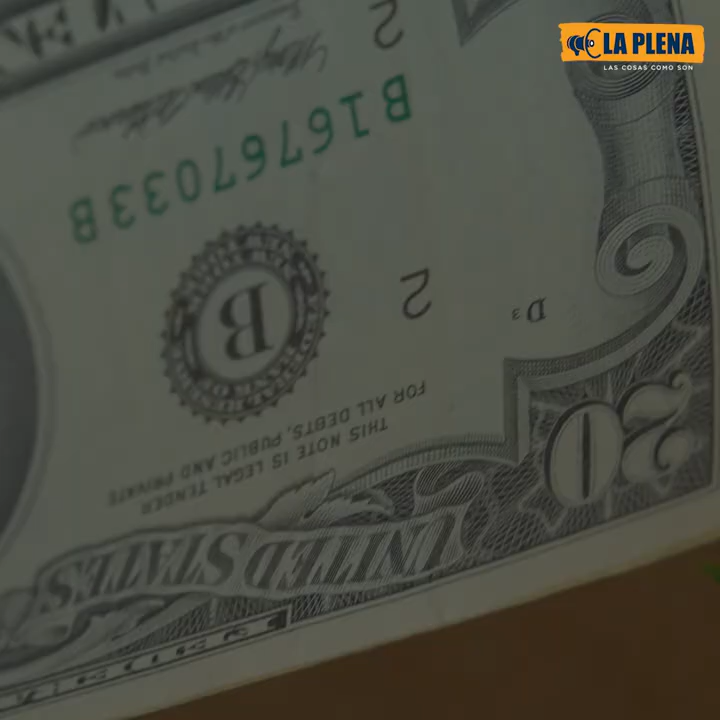 LA PLENA
LAS COSAS COMO SON
UNITED STATES
20
THIS NOTE IS LEGAL TENDER
FOR ALL DEBTS, PUBLIC AND PRIVATE
D3
2
B
B16767033B
2